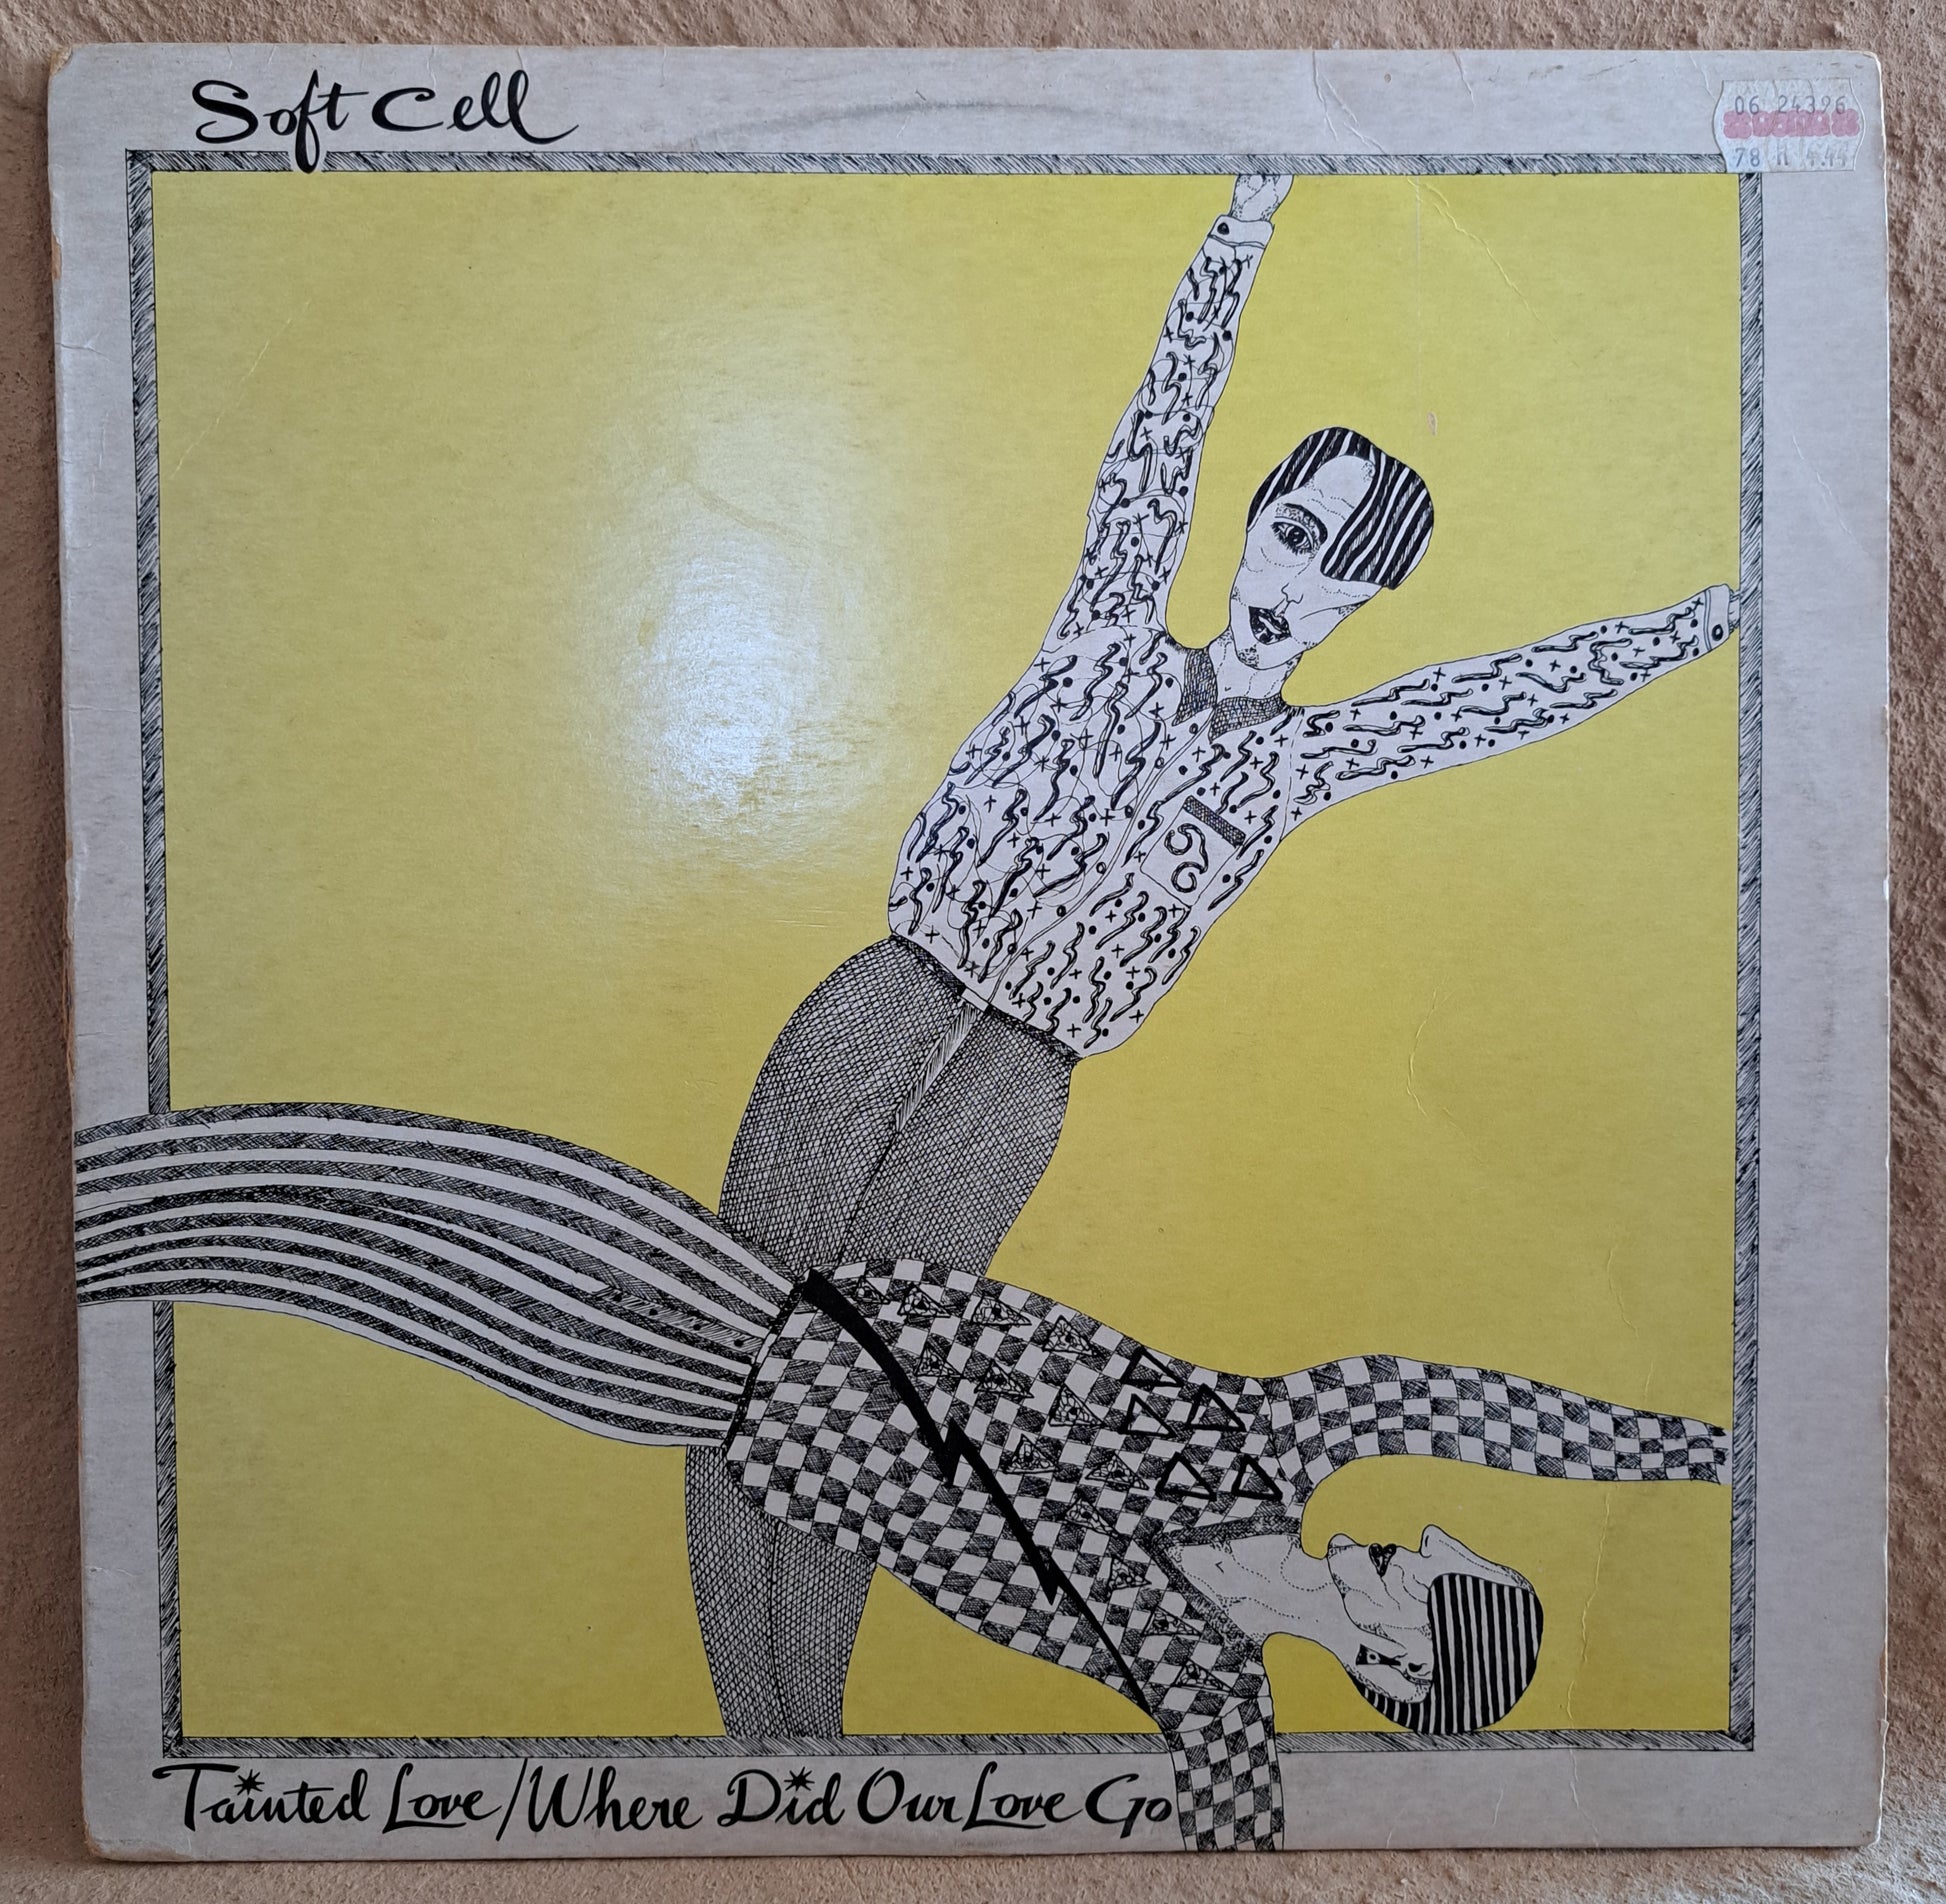 Soft Cell
06 24396
78 H
Tainted Love/Where Did Our Love Go